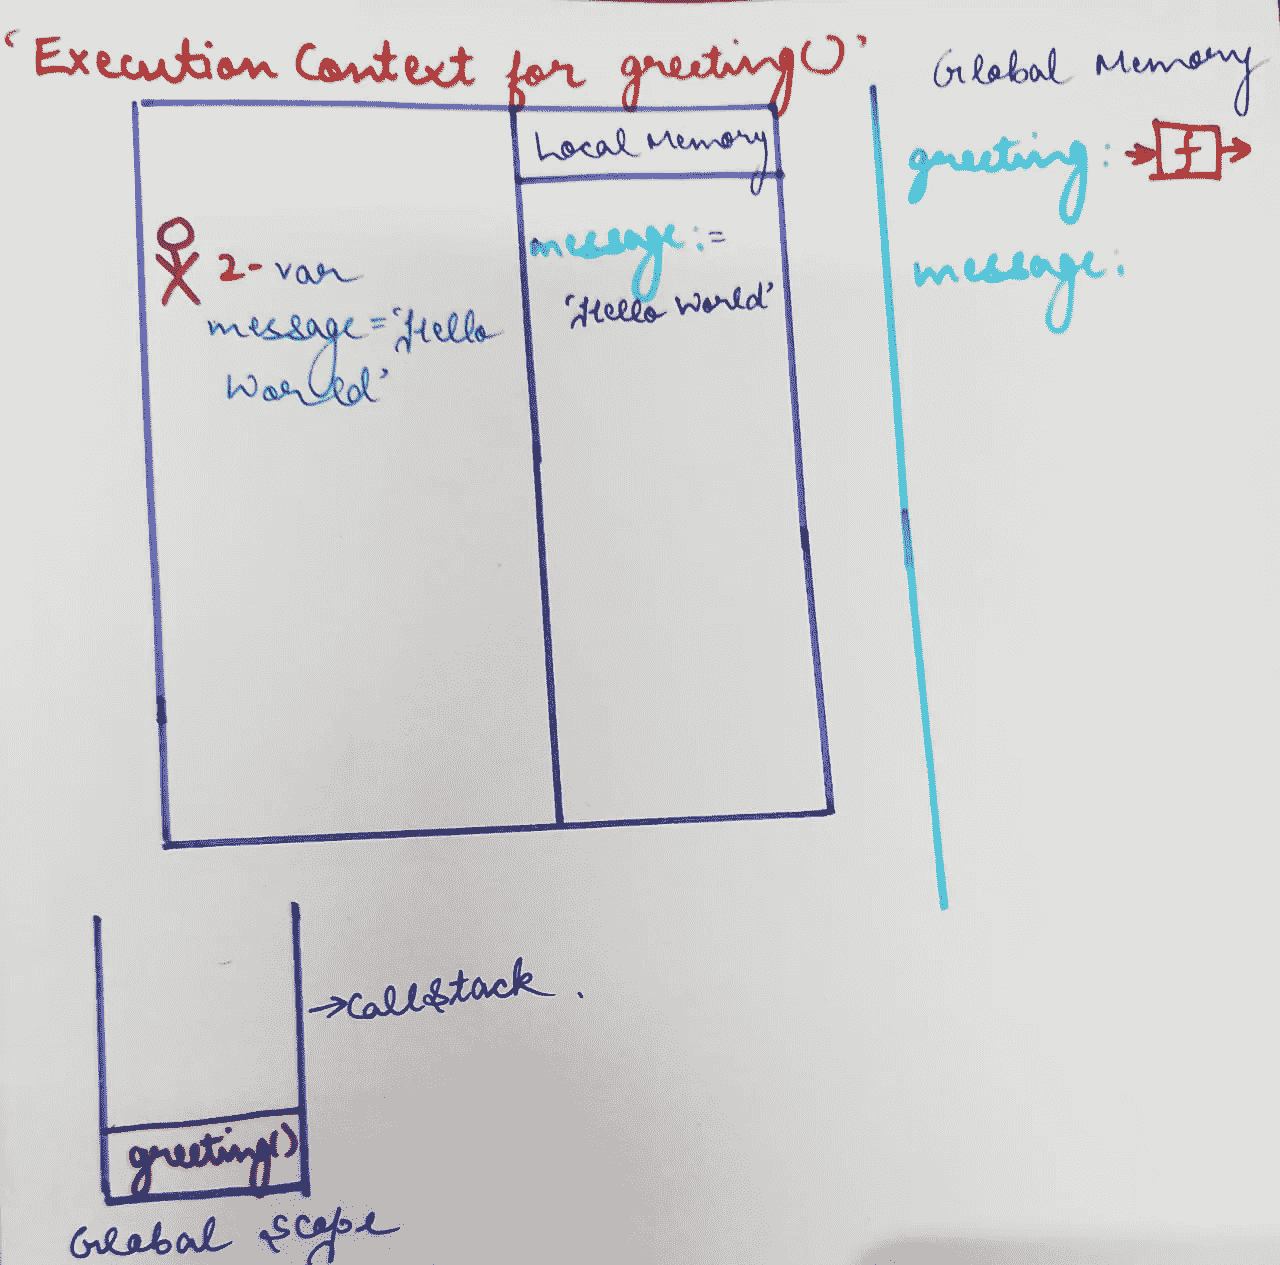 'Execution Context for greeting()'
Global Memory
Local Memory
greeting: f
message:
message :=
'Hello World'
2- var
message = 'Hello
World'
→ CallStack.
greeting()
Global Scope